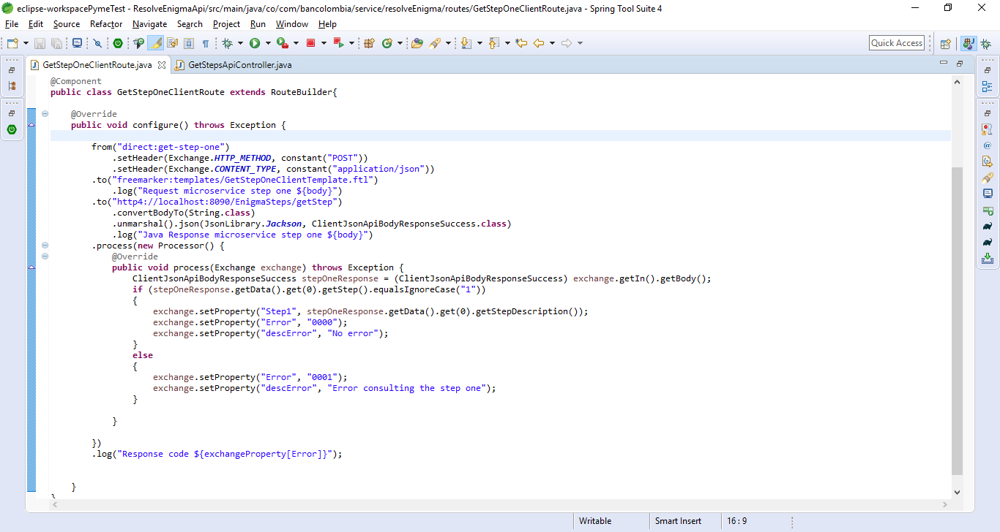 eclipse-workspacePymeTest - ResolveEnigmaApi/src/main/java/co/com/bancolombia/service/resolveEnigma/routes/GetStepOneClientRoute.java - Spring Tool Suite 4
File Edit Source Refactor Navigate Search Project Run Window Help
Quick Access
GetStepOneClientRoute.java GetStepsApiController.java
@Component
public class GetStepOneClientRoute extends RouteBuilder{
@Override
public void configure() throws Exception {
from("direct:get-step-one")
.setHeader(Exchange.HTTP_METHOD, constant("POST"))
.setHeader(Exchange.CONTENT_TYPE, constant("application/json"))
.to("freemarker:templates/GetStepOneClientTemplate.ftl")
.log("Request microservice step one ${body}")
.to("http4://localhost:8090/EnigmaSteps/getStep")
.convertBodyTo(String.class)
.unmarshal().json(JsonLibrary.Jackson, ClientJsonApiBodyResponseSuccess.class)
.log("Java Response microservice step one ${body}")
.process(new Processor() {
@Override
public void process(Exchange exchange) throws Exception {
ClientJsonApiBodyResponseSuccess stepOneResponse = (ClientJsonApiBodyResponseSuccess) exchange.getIn().getBody();
if (stepOneResponse.getData().get(0).getStep().equalsIgnoreCase("1"))
{
exchange.setProperty("Step1", stepOneResponse.getData().get(0).getStepDescription());
exchange.setProperty("Error", "0000");
exchange.setProperty("descError", "No error");
}
else
{
exchange.setProperty("Error", "0001");
exchange.setProperty("descError", "Error consulting the step one");
}
}
})
.log("Response code ${exchangeProperty[Error]}");
}
}
Writable Smart Insert 16 : 9